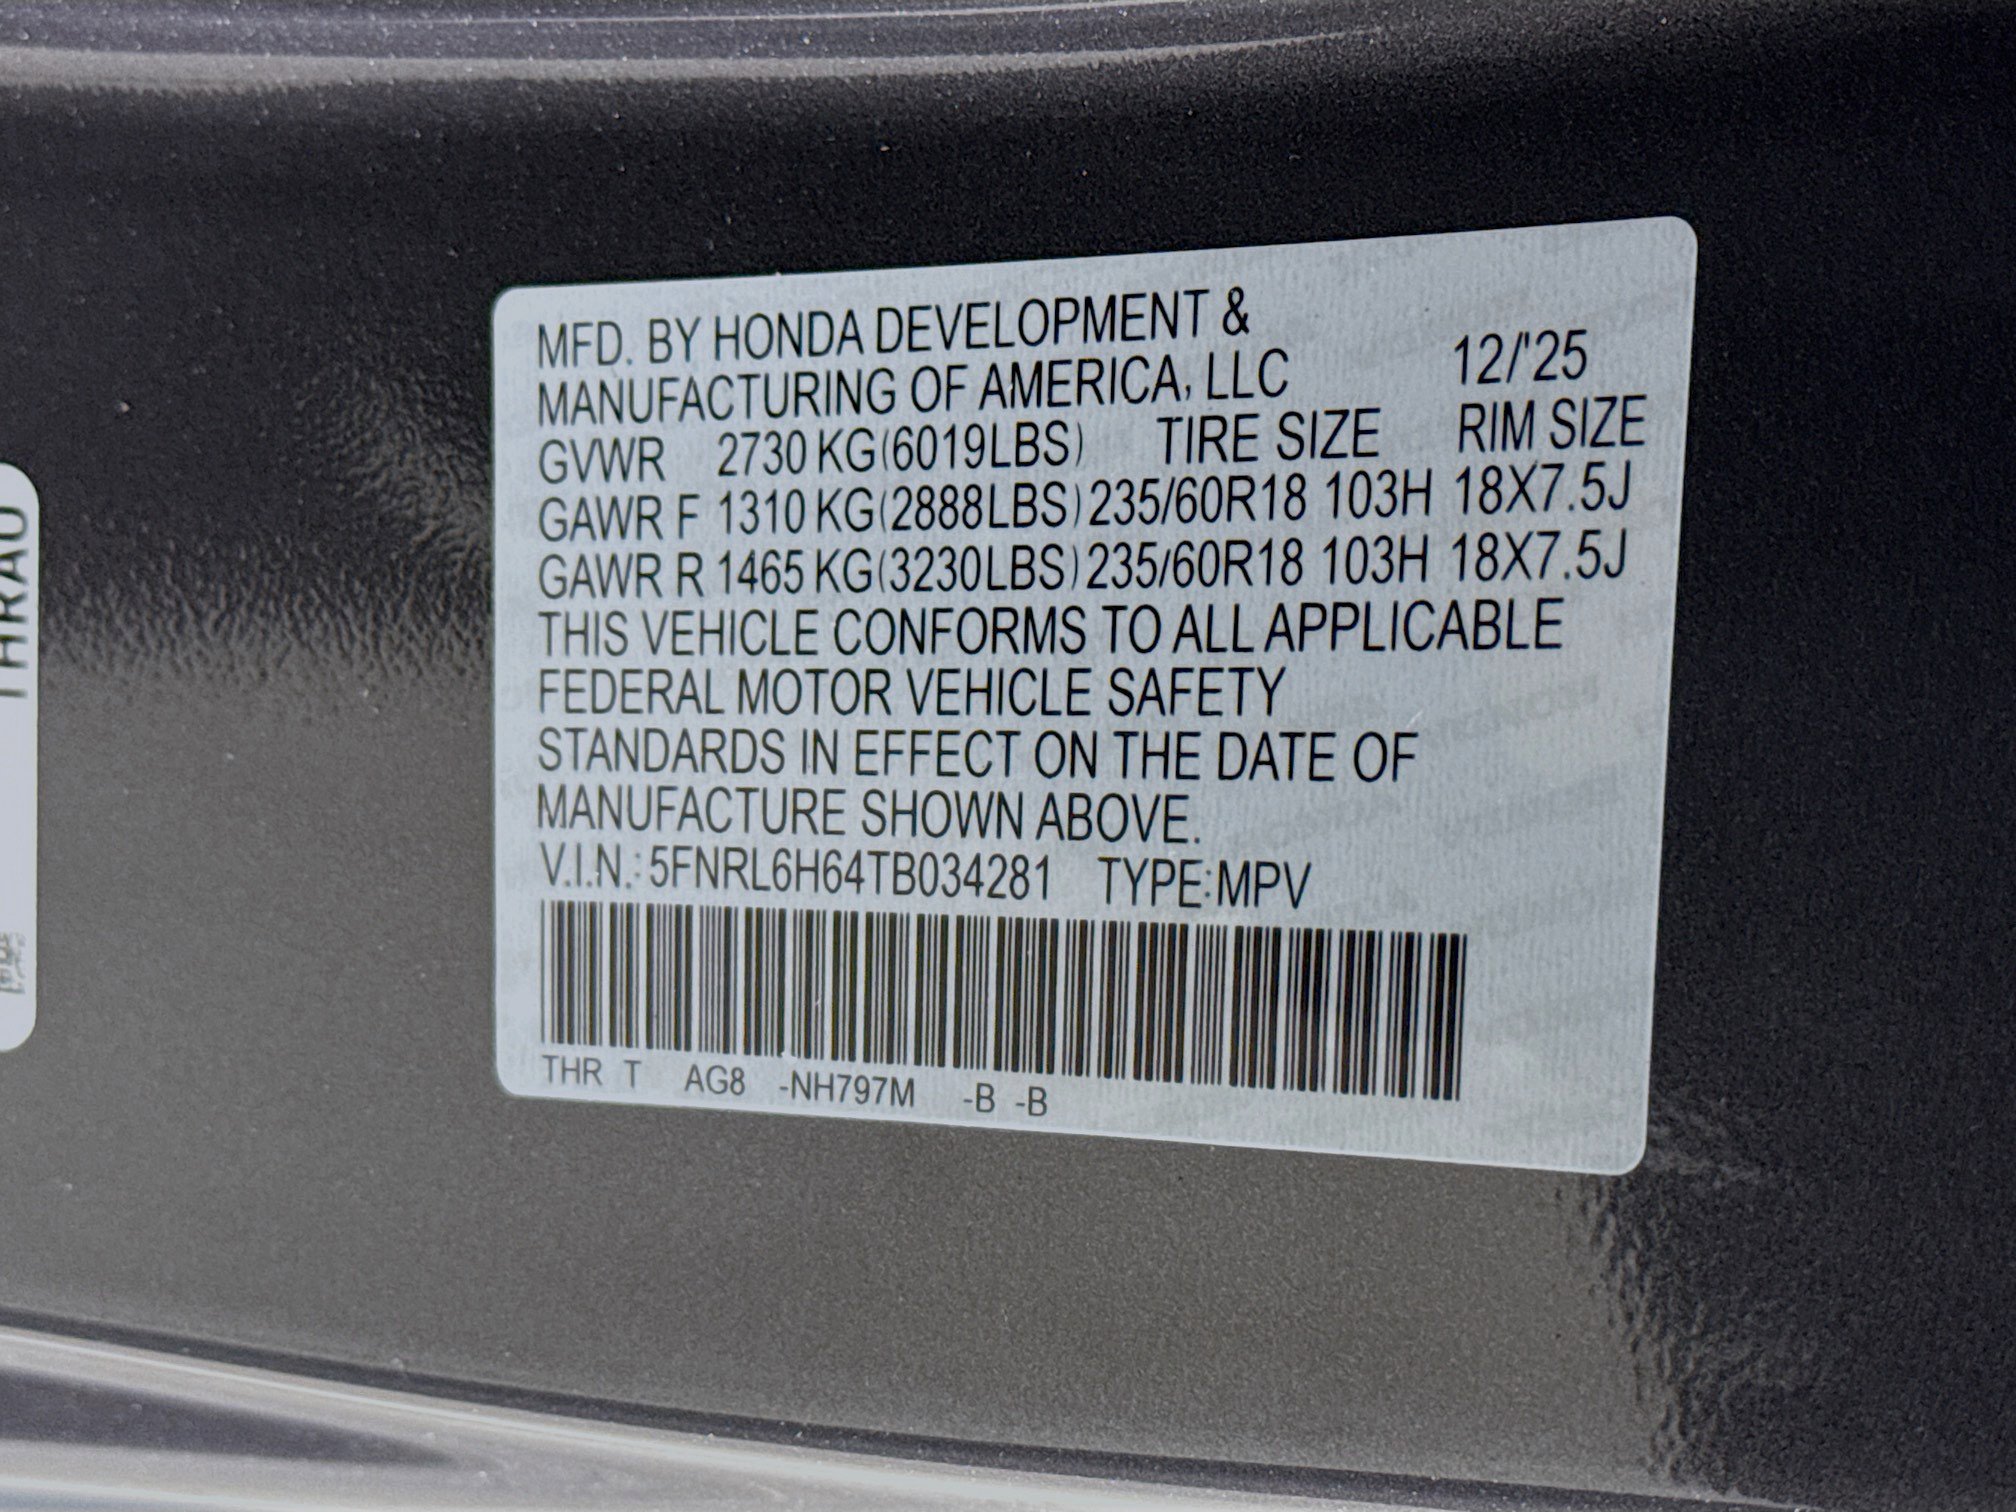 MFD. BY HONDA DEVELOPMENT &
MANUFACTURING OF AMERICA, LLC 12/'25
GVWR 2730 KG(6019LBS) TIRE SIZE RIM SIZE
GAWR F 1310 KG(2888LBS) 235/60R18 103H 18X7.5J
GAWR R 1465 KG(3230LBS) 235/60R18 103H 18X7.5J
THIS VEHICLE CONFORMS TO ALL APPLICABLE
FEDERAL MOTOR VEHICLE SAFETY
STANDARDS IN EFFECT ON THE DATE OF
MANUFACTURE SHOWN ABOVE.
V.I.N.: 5FNRL6H64TB034281 TYPE:MPV
THR T AG8 -NH797M -B -B
THRAU